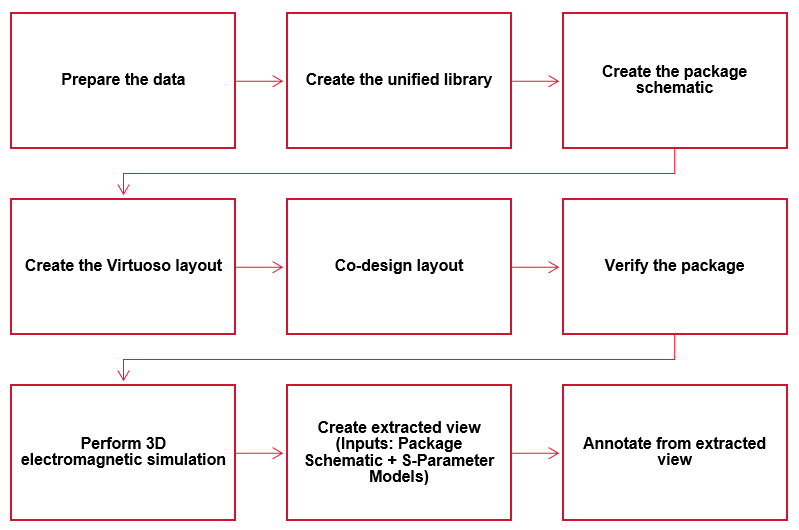 Prepare the data
Create the unified library
Create the package
schematic
Create the Virtuoso layout
Co-design layout
Verify the package
Perform 3D
electromagnetic simulation
Create extracted view
(Inputs: Package
Schematic + S-Parameter
Models)
Annotate from extracted
view